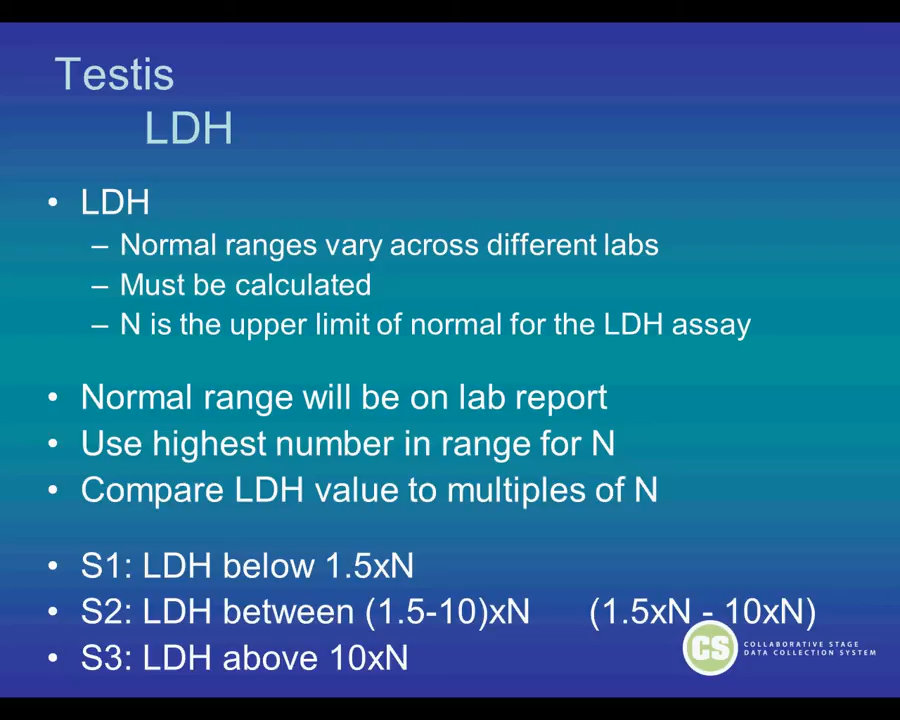 Testis
LDH
• LDH
– Normal ranges vary across different labs
– Must be calculated
– N is the upper limit of normal for the LDH assay
• Normal range will be on lab report
• Use highest number in range for N
• Compare LDH value to multiples of N
• S1: LDH below 1.5xN
• S2: LDH between (1.5-10)xN (1.5xN - 10xN)
• S3: LDH above 10xN
CS
COLLABORATIVE STAGE
DATA COLLECTION SYSTEM